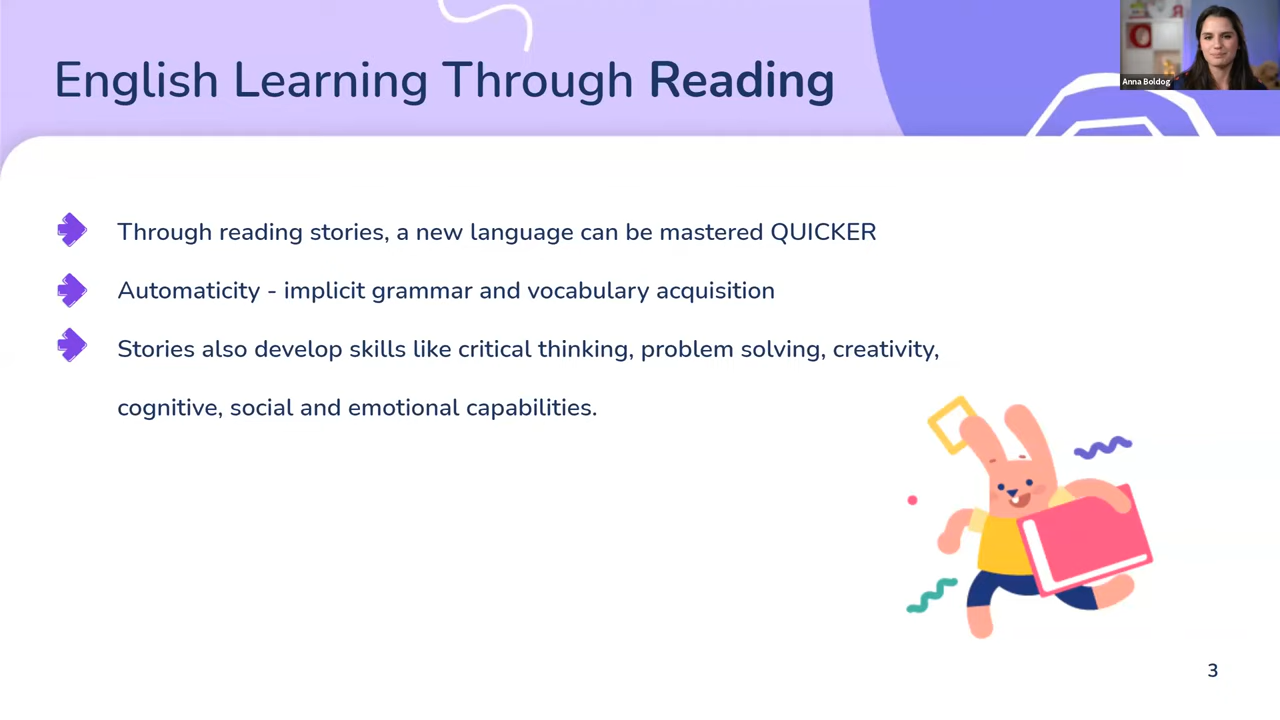 English Learning Through Reading
Anna Boldog
Through reading stories, a new language can be mastered QUICKER
Automaticity - implicit grammar and vocabulary acquisition
Stories also develop skills like critical thinking, problem solving, creativity,
cognitive, social and emotional capabilities.
3